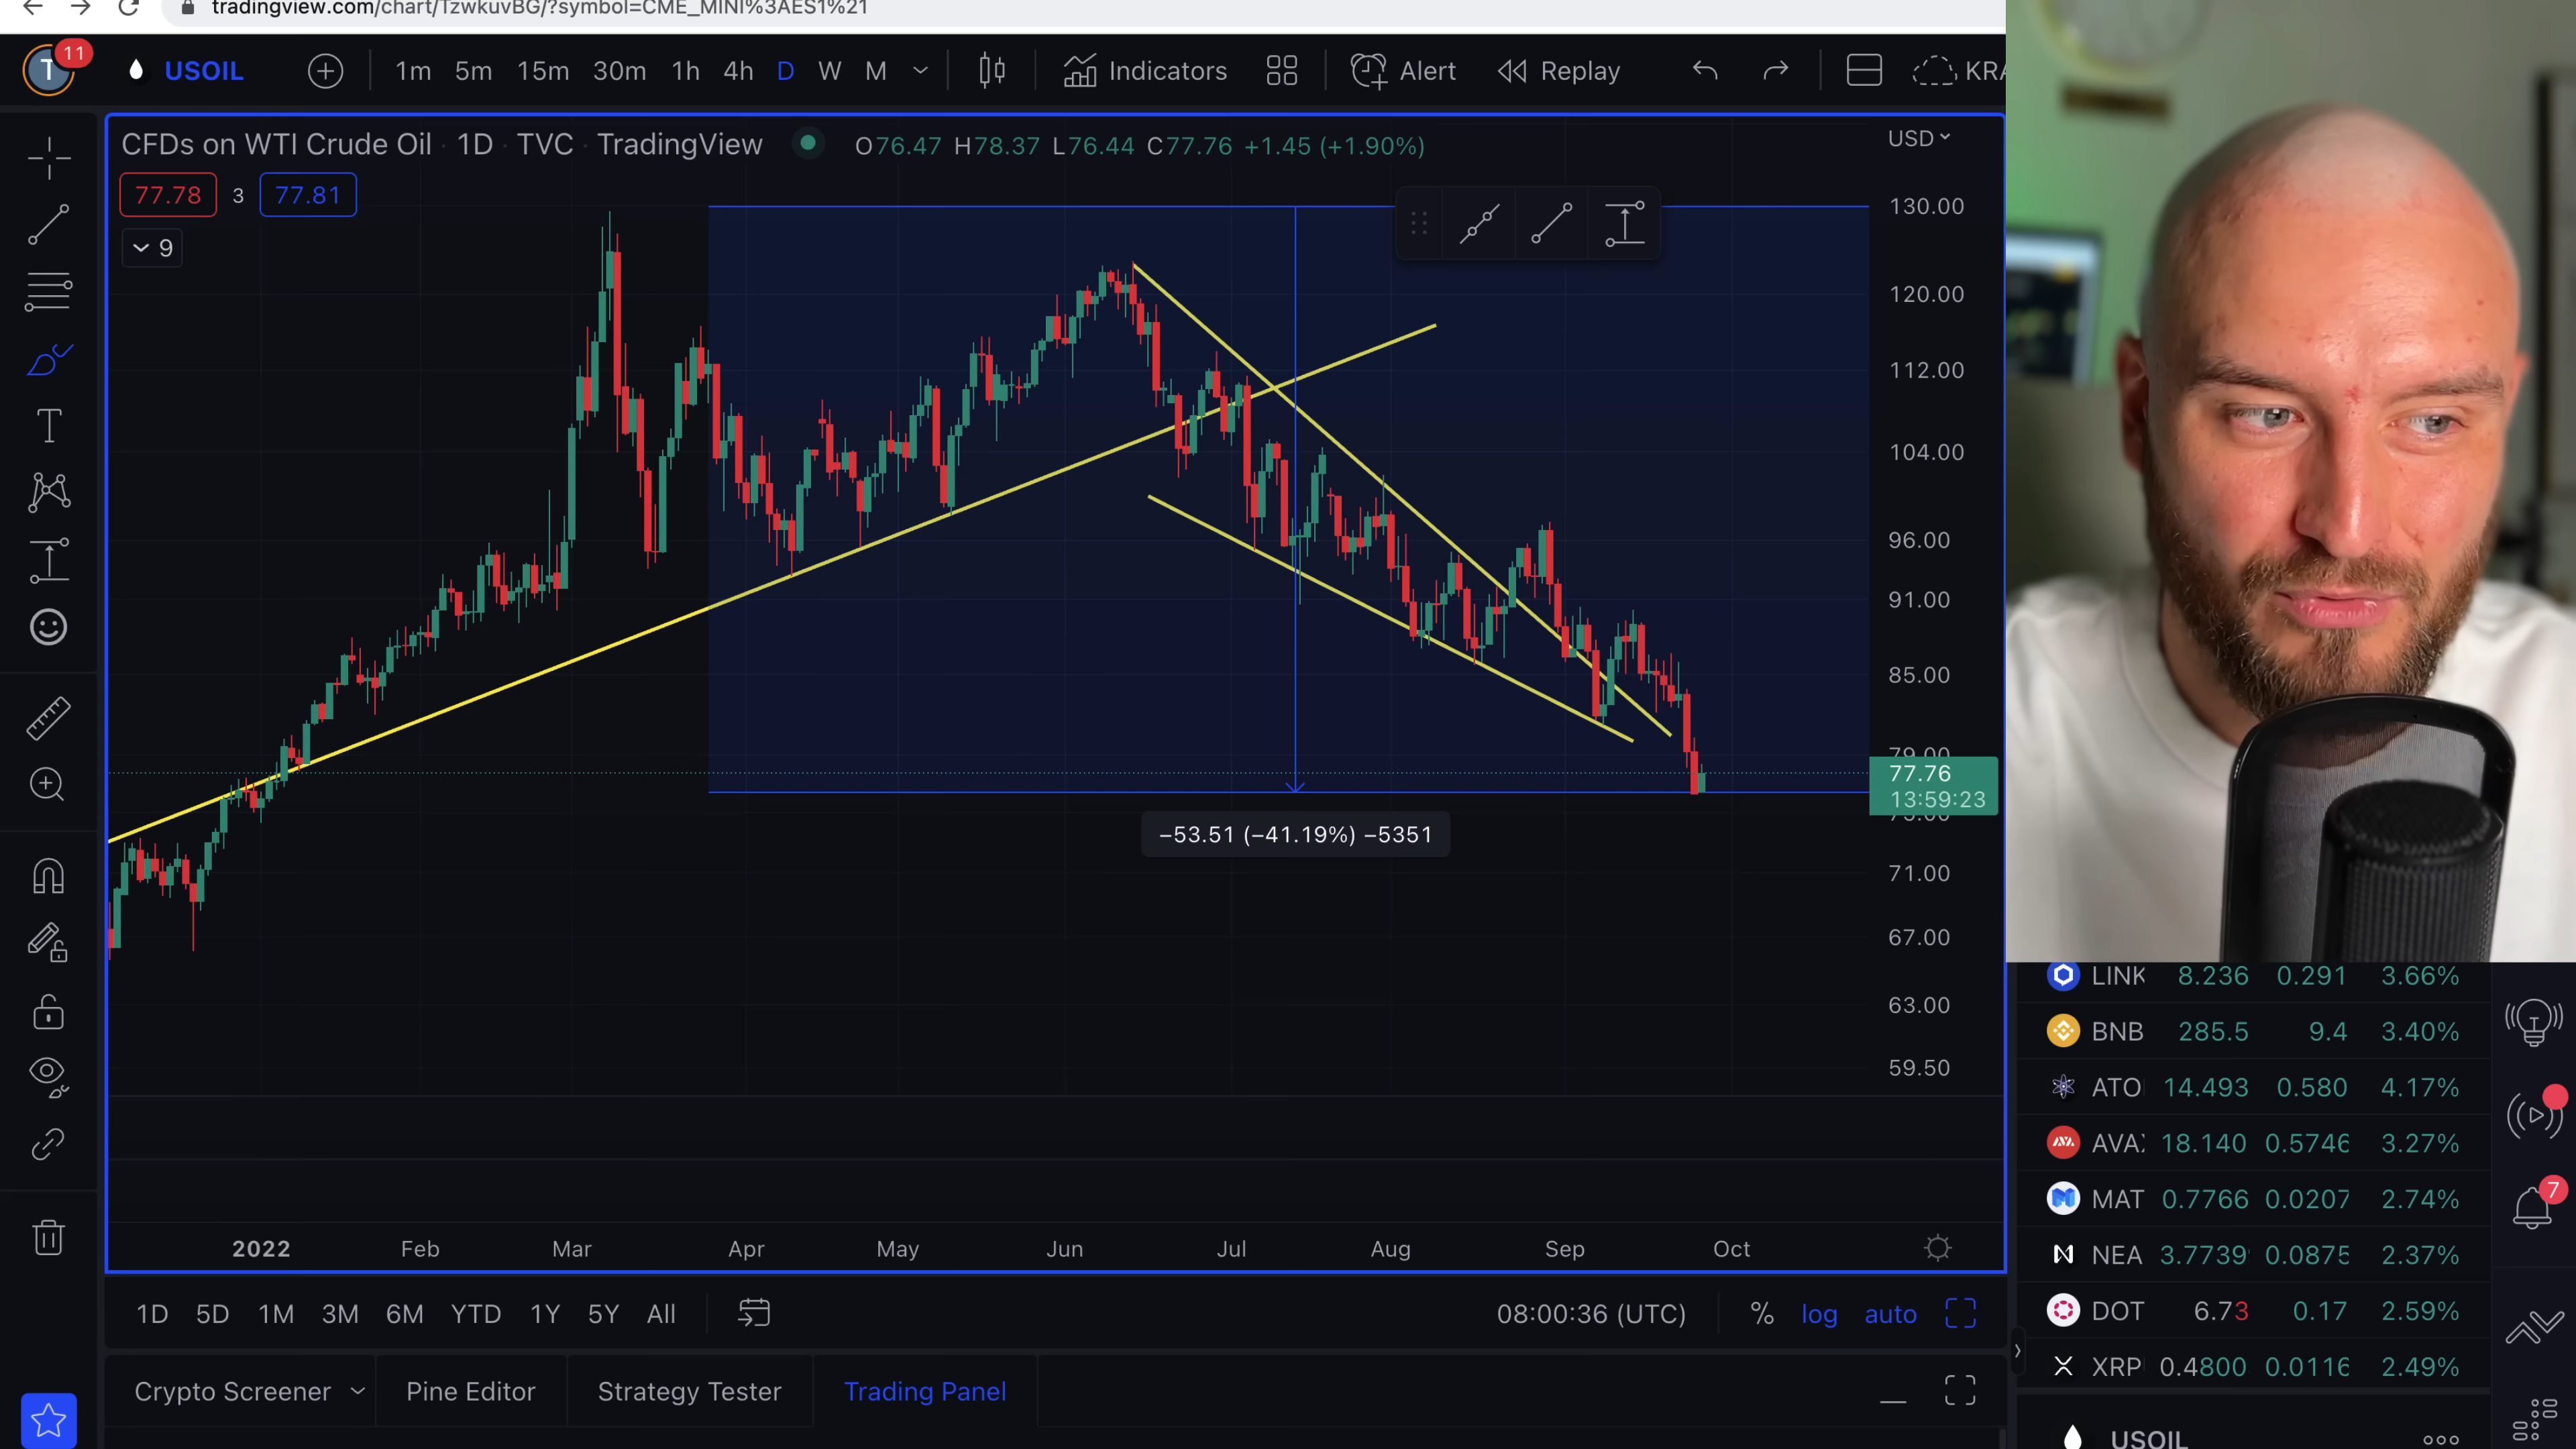 tradingview.com/chart/TzwkuvBG/?symbol=CME_MINI%3AES1%21
T 11 USOIL 1m 5m 15m 30m 1h 4h D W M Indicators Alert Replay
CFDs on WTI Crude Oil · 1D · TVC · TradingView O76.47 H78.37 L76.44 C77.76 +1.45 (+1.90%) USD
77.78 3 77.81
9
130.00
120.00
112.00
104.00
96.00
91.00
85.00
79.00
77.76
13:59:23
71.00
67.00
63.00
59.50
−53.51 (−41.19%) −5351
2022 Feb Mar Apr May Jun Jul Aug Sep Oct
1D 5D 1M 3M 6M YTD 1Y 5Y All 08:00:36 (UTC) % log auto
Crypto Screener Pine Editor Strategy Tester Trading Panel
LINK 8.236 0.291 3.66%
BNB 285.5 9.4 3.40%
ATO 14.493 0.580 4.17%
AVAX 18.140 0.5746 3.27%
MAT 0.7766 0.0207 2.74%
NEA 3.7739 0.0875 2.37%
DOT 6.73 0.17 2.59%
XRP 0.4800 0.0116 2.49%
USOIL
7